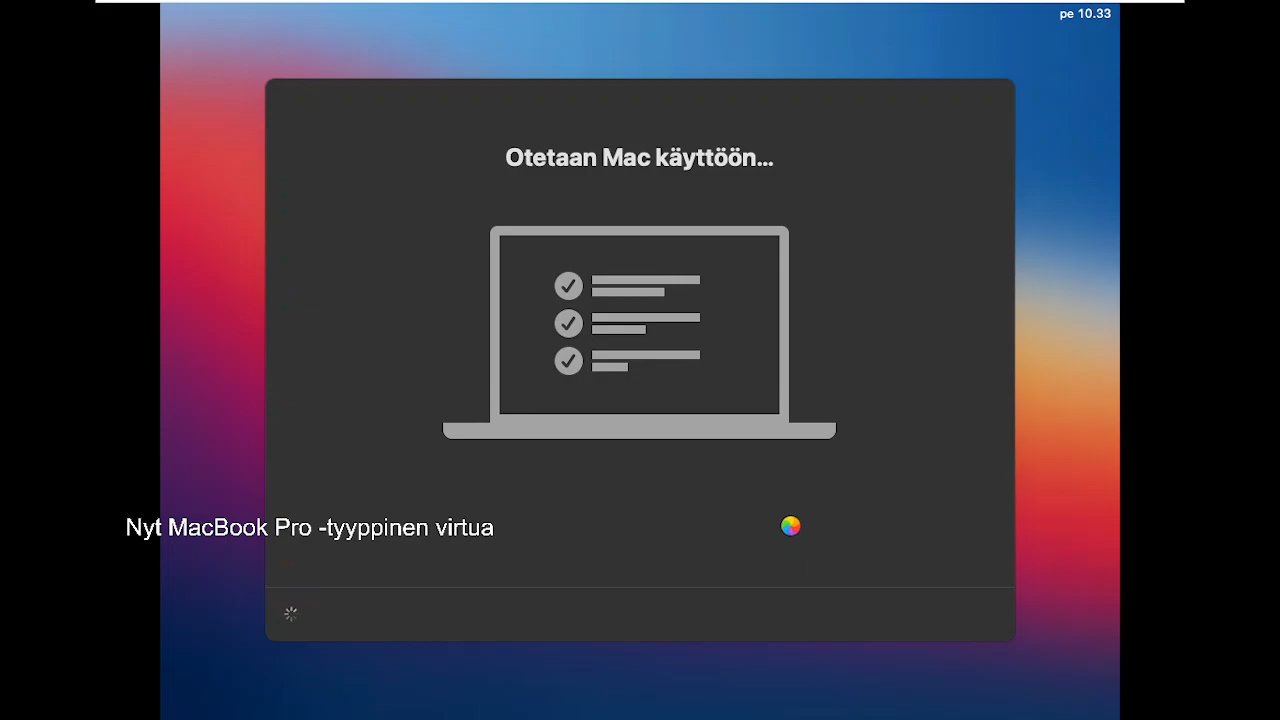 pe 10.33
Otetaan Mac käyttöön...
Nyt MacBook Pro -tyyppinen virtua